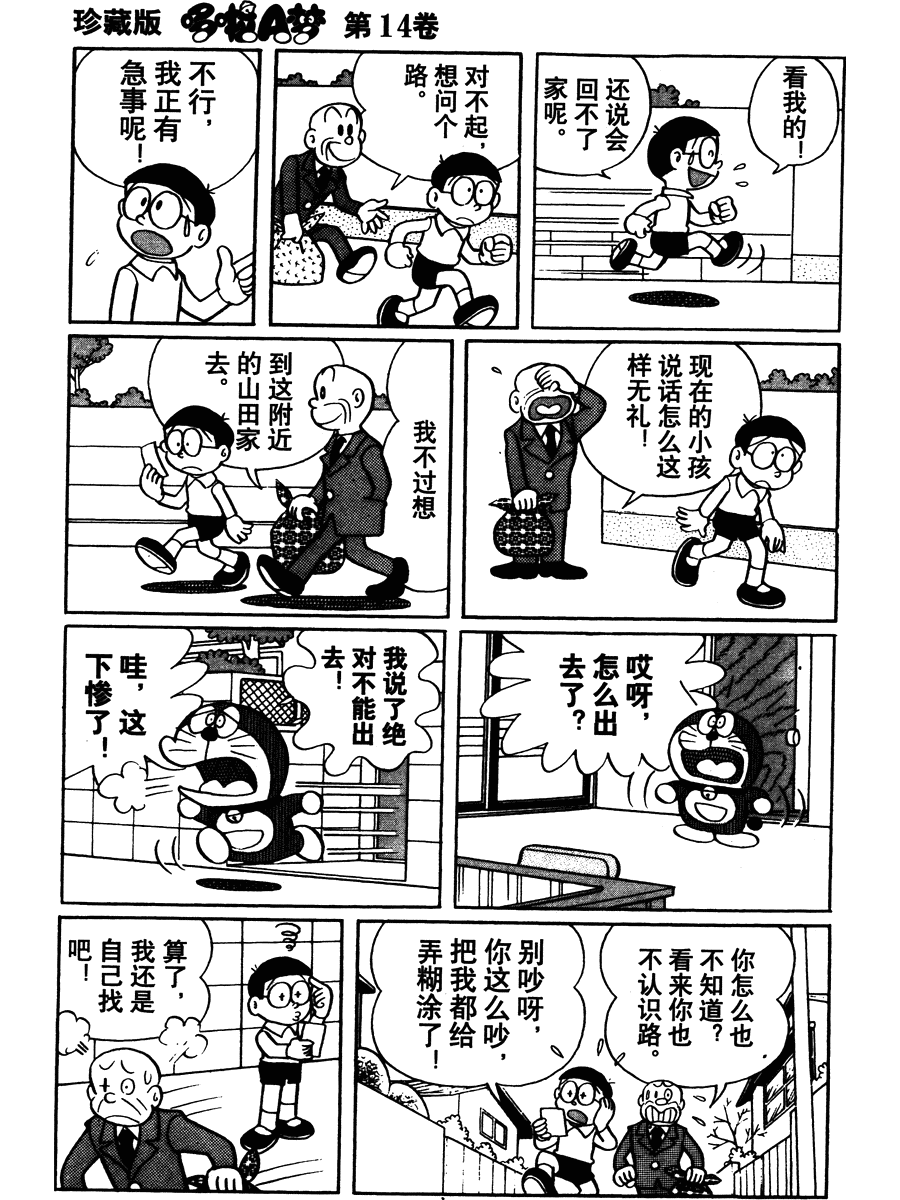 珍藏版 哆啦A梦 第14卷
看我的！
还说会
回不了
家呢。
对不起，
想问个
路。
不行，
我正有
急事呢！
现在的小孩
说话怎么这
样无礼！
我不过想
到这附近
的山田家
去。
哎呀，
怎么出
去了？
我说了绝
对不能出
去！
哇，这
下惨了！
你怎么也
不知道？
看来你也
不认识路。
别吵呀，
你这么吵，
把我都给
弄糊涂了！
算了，
我还是
自己找
吧！